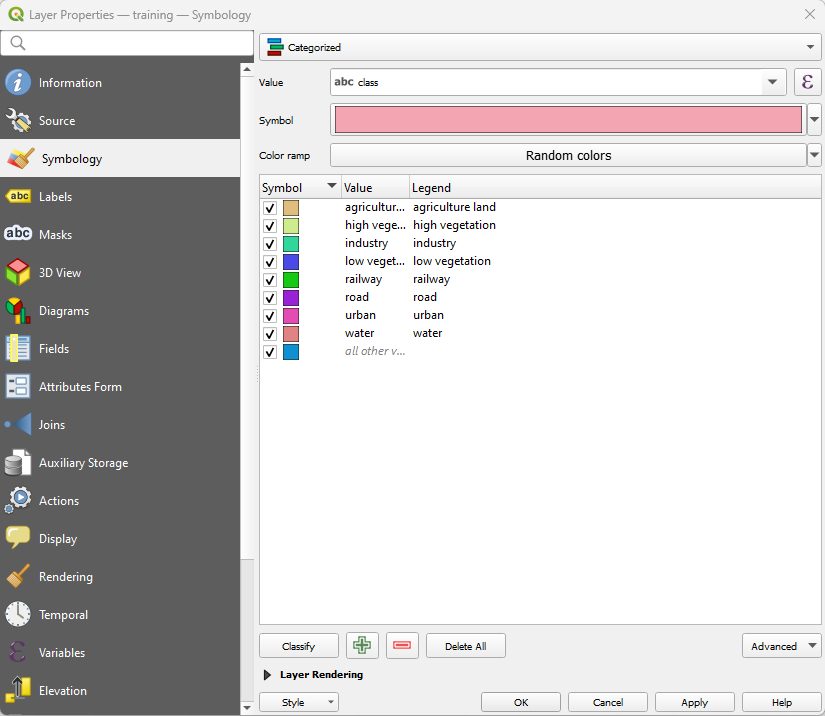 Layer Properties — training — Symbology
Information
Source
Symbology
abc Labels
abc Masks
3D View
Diagrams
Fields
Attributes Form
Joins
Auxiliary Storage
Actions
Display
Rendering
Temporal
ε Variables
Elevation
Categorized
Value abc class ε
Symbol
Color ramp Random colors
Symbol Value Legend
agricultur... agriculture land
high vege... high vegetation
industry industry
low veget... low vegetation
railway railway
road road
urban urban
water water
all other v...
Classify Delete All Advanced
Layer Rendering
Style OK Cancel Apply Help